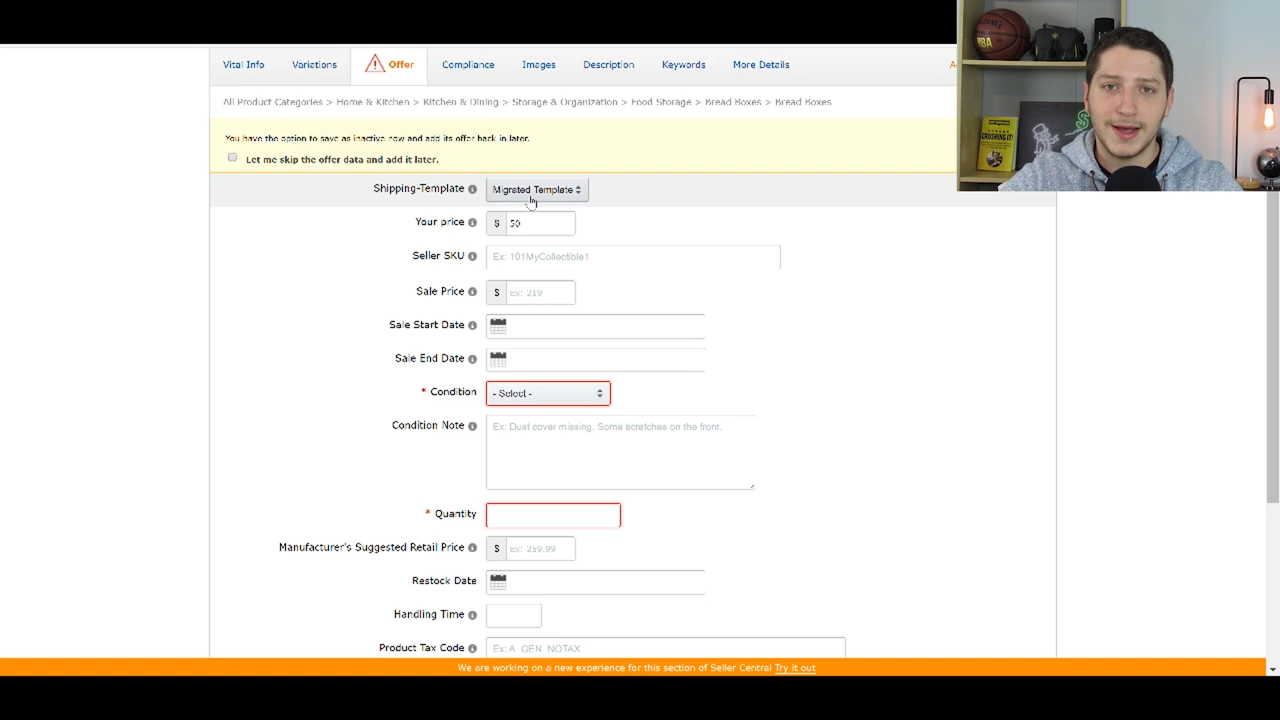 Vital Info Variations Offer Compliance Images Description Keywords More Details
All Product Categories > Home & Kitchen > Kitchen & Dining > Storage & Organization > Food Storage > Bread Boxes > Bread Boxes
You have the option to save as inactive now and add its offer back in later.
Let me skip the offer data and add it later.
Shipping-Template Migrated Template
Your price $ 50
Seller SKU Ex: 101MyCollectible1
Sale Price $ Ex: 219
Sale Start Date
Sale End Date
* Condition - Select -
Condition Note Ex: Dust cover missing. Some scratches on the front.
* Quantity
Manufacturer's Suggested Retail Price $ Ex: 259.99
Restock Date
Handling Time
Product Tax Code Ex: A_GEN_NOTAX
We are working on a new experience for this section of Seller Central Try it out
NBA
CRUSHING IT!